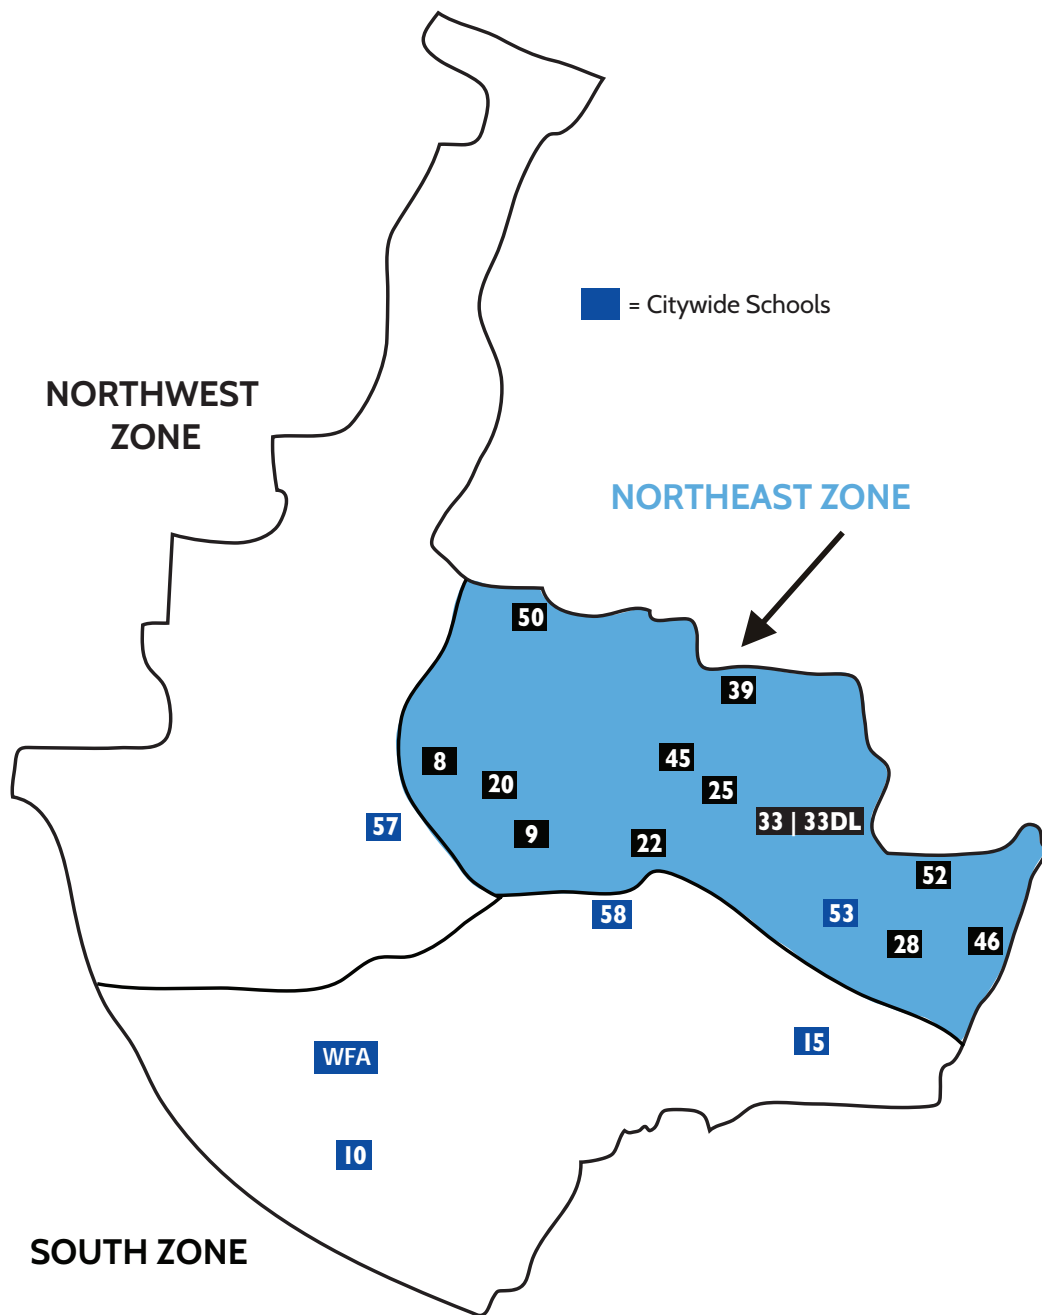 = Citywide Schools
NORTHWEST
ZONE
NORTHEAST ZONE
50
39
8
45
20
25
57
9
22
33 | 33DL
52
58
53
28
46
WFA
15
10
SOUTH ZONE